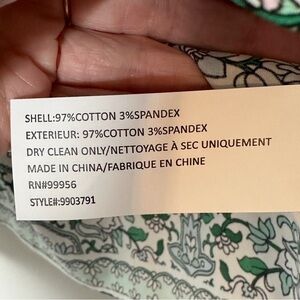 SHELL:97%COTTON 3%SPANDEX
EXTERIEUR: 97%COTTON 3%SPANDEX
DRY CLEAN ONLY/NETTOYAGE À SEC UNIQUEMENT
MADE IN CHINA/FABRIQUE EN CHINE
RN#99956
STYLE#:9903791